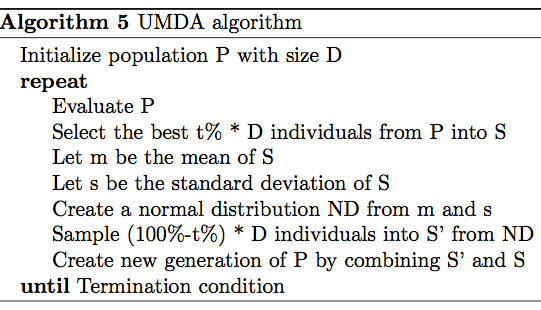 Algorithm 5 UMDA algorithm
Initialize population P with size D
repeat
Evaluate P
Select the best t% * D individuals from P into S
Let m be the mean of S
Let s be the standard deviation of S
Create a normal distribution ND from m and s
Sample (100%-t%) * D individuals into S’ from ND
Create new generation of P by combining S’ and S
until Termination condition